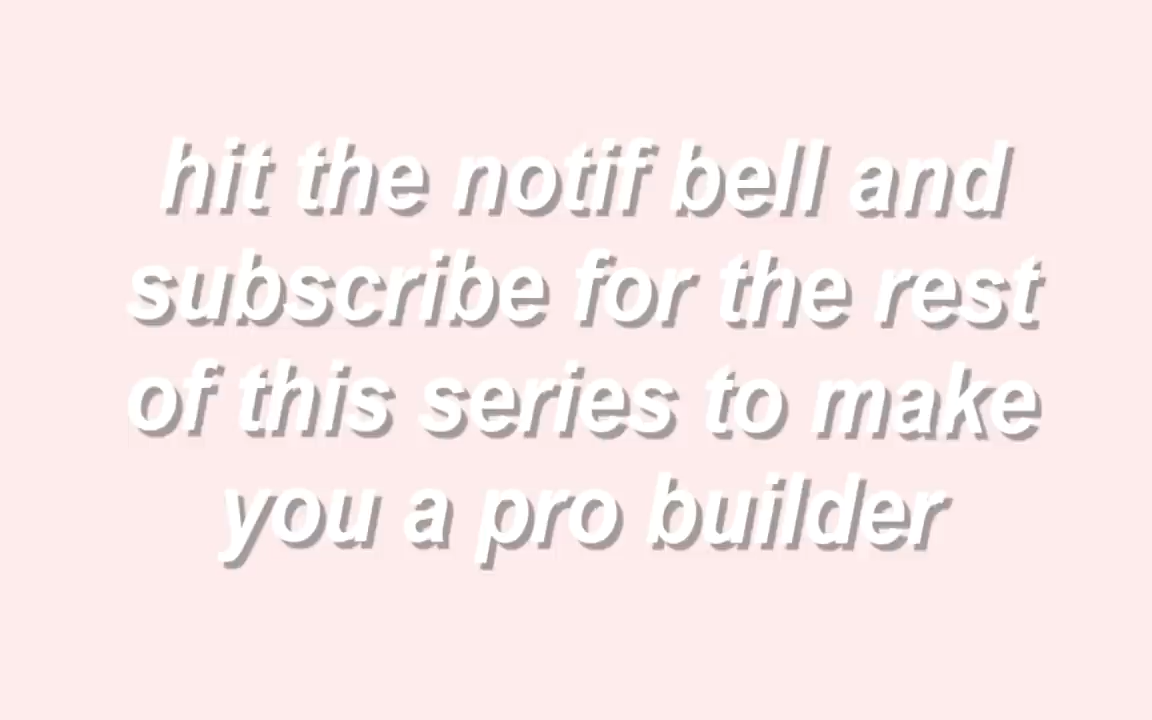 hit the notif bell and
subscribe for the rest
of this series to make
you a pro builder